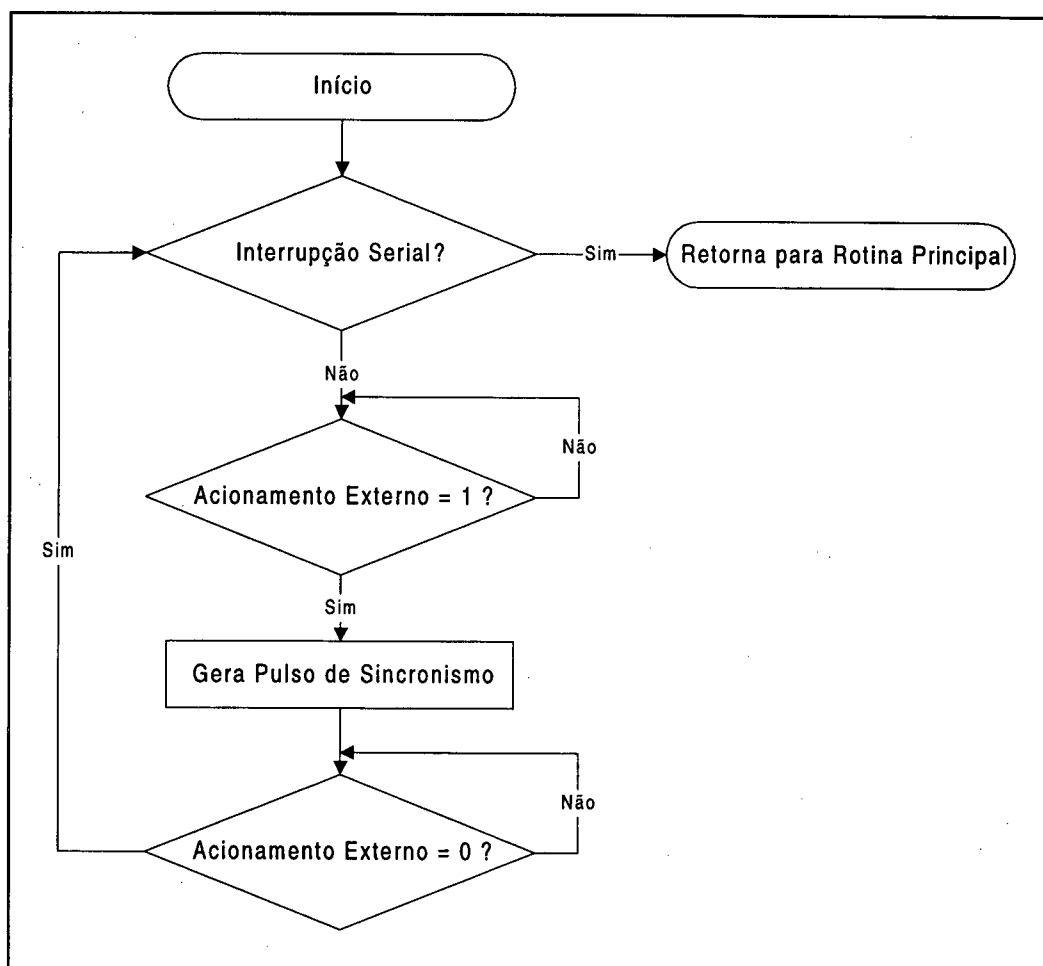 Início
Interrupção Serial?
Sim
Retorna para Rotina Principal
Não
Não
Acionamento Externo = 1 ?
Sim
Sim
Gera Pulso de Sincronismo
Não
Acionamento Externo = 0 ?